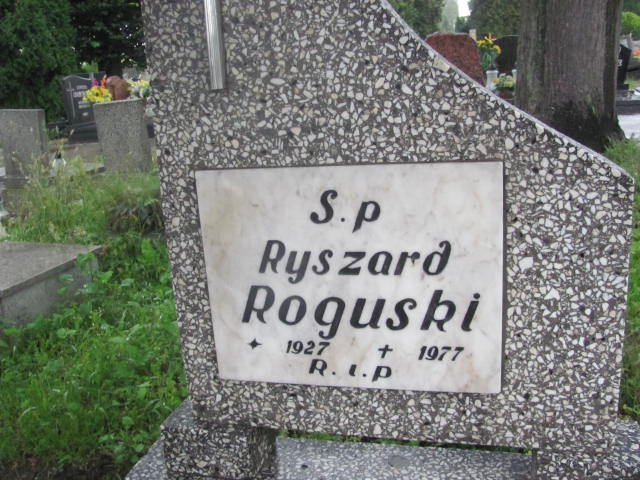 S.p
Ryszard
Roguski
✦ 1927 + 1977
R.i.p